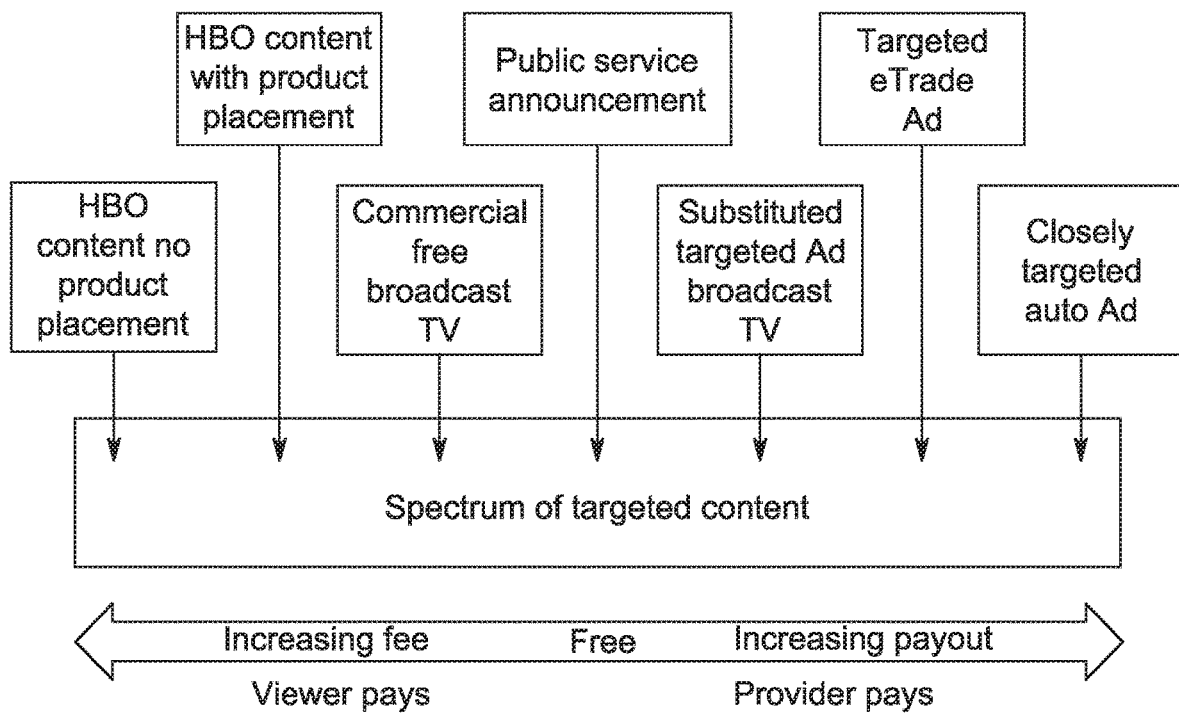 HBO content
with product
placement
Public service
announcement
Targeted
eTrade
Ad
HBO
content no
product
placement
Commercial
free
broadcast
TV
Substituted
targeted Ad
broadcast
TV
Closely
targeted
auto Ad
Spectrum of targeted content
Increasing fee
Free
Increasing payout
Viewer pays
Provider pays